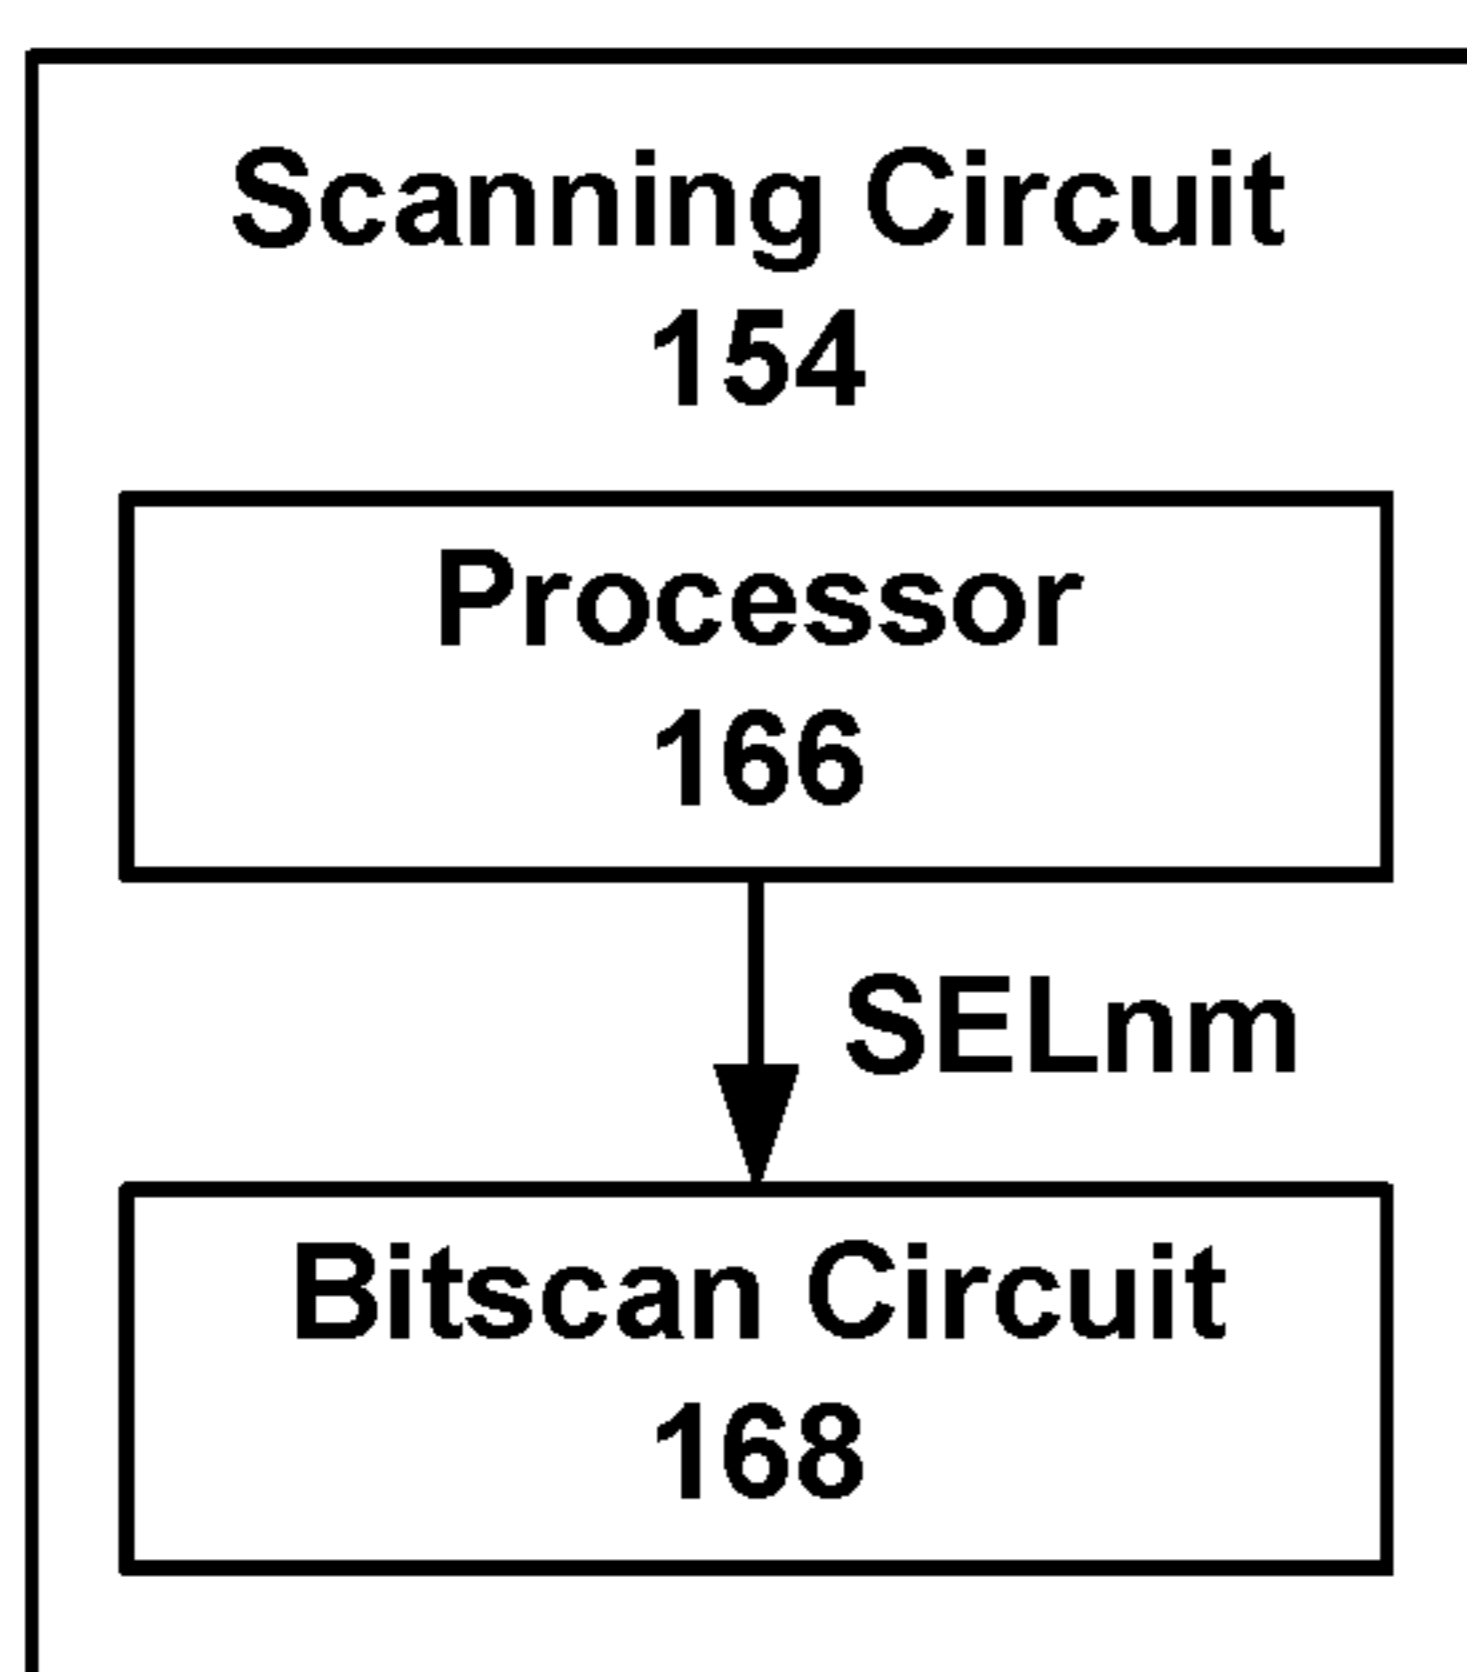 Scanning Circuit
154
Processor
166
SELnm
Bitscan Circuit
168